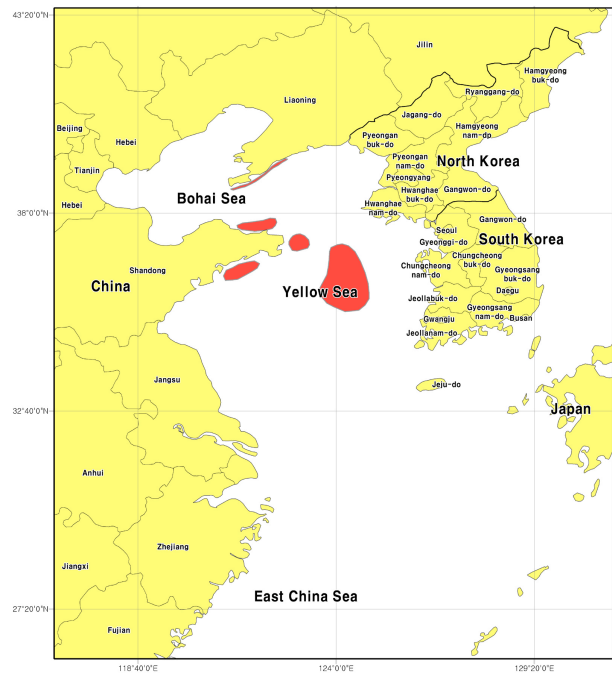 43°20'0"N
Jilin
Hamgyeong
buk-do
Ryanggang-do
Liaoning
Jagang-do
Beijing
Hebei
Pyeongan
buk-do
Hamgyeong
nam-do
Tianjin
Pyeongan
nam-do
North Korea
Pyeongyang
Bohai Sea
Hwanghae
buk-do
Gangwon-do
Hebei
Hwanghae
nam-do
38°0'0"N
Gangwon-do
Seoul
Gyeonggi-do
South Korea
Chungcheong
buk-do
Chungcheong
nam-do
Shandong
Gyeongsang
buk-do
China
Yellow Sea
Daegu
Jeollabuk-do
Gyeongsang
nam-do
Busan
Gwangju
Jeollanam-do
Jangsu
Jeju-do
Japan
32°40'0"N
Anhui
Zhejiang
Jiangxi
East China Sea
27°20'0"N
Fujian
118°40'0"E
124°0'0"E
129°20'0"E